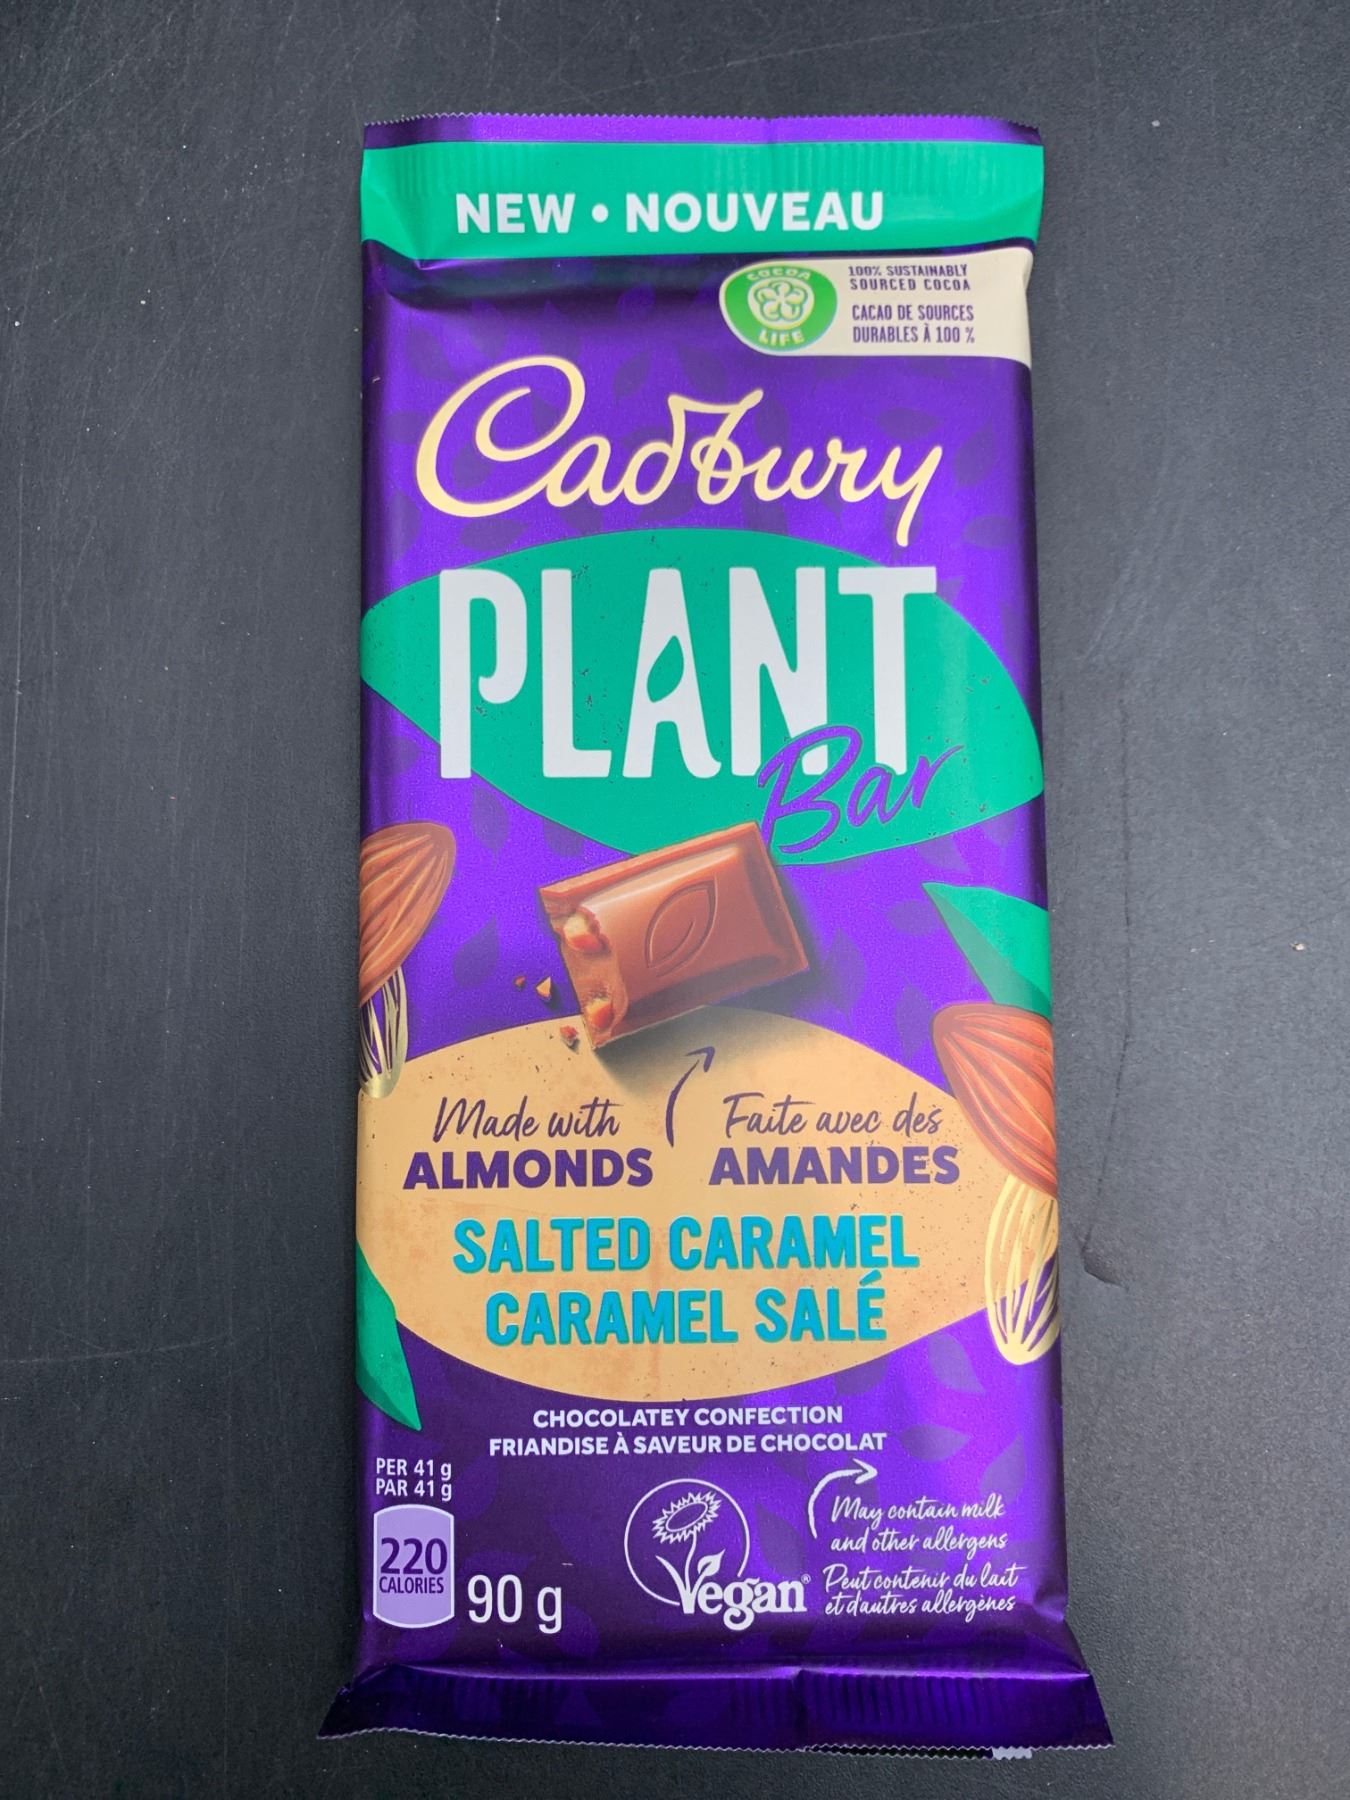 NEW • NOUVEAU
COCOA
LIFE
100% SUSTAINABLY
SOURCED COCOA
CACAO DE SOURCES
DURABLES À 100 %
Cadbury
PLANT
Bar
Made with
ALMONDS
Faite avec des
AMANDES
SALTED CARAMEL
CARAMEL SALÉ
CHOCOLATEY CONFECTION
FRIANDISE À SAVEUR DE CHOCOLAT
PER 41 g
PAR 41 g
220
CALORIES
90 g
Vegan®
May contain milk
and other allergens
Peut contenir du lait
et d'autres allergènes